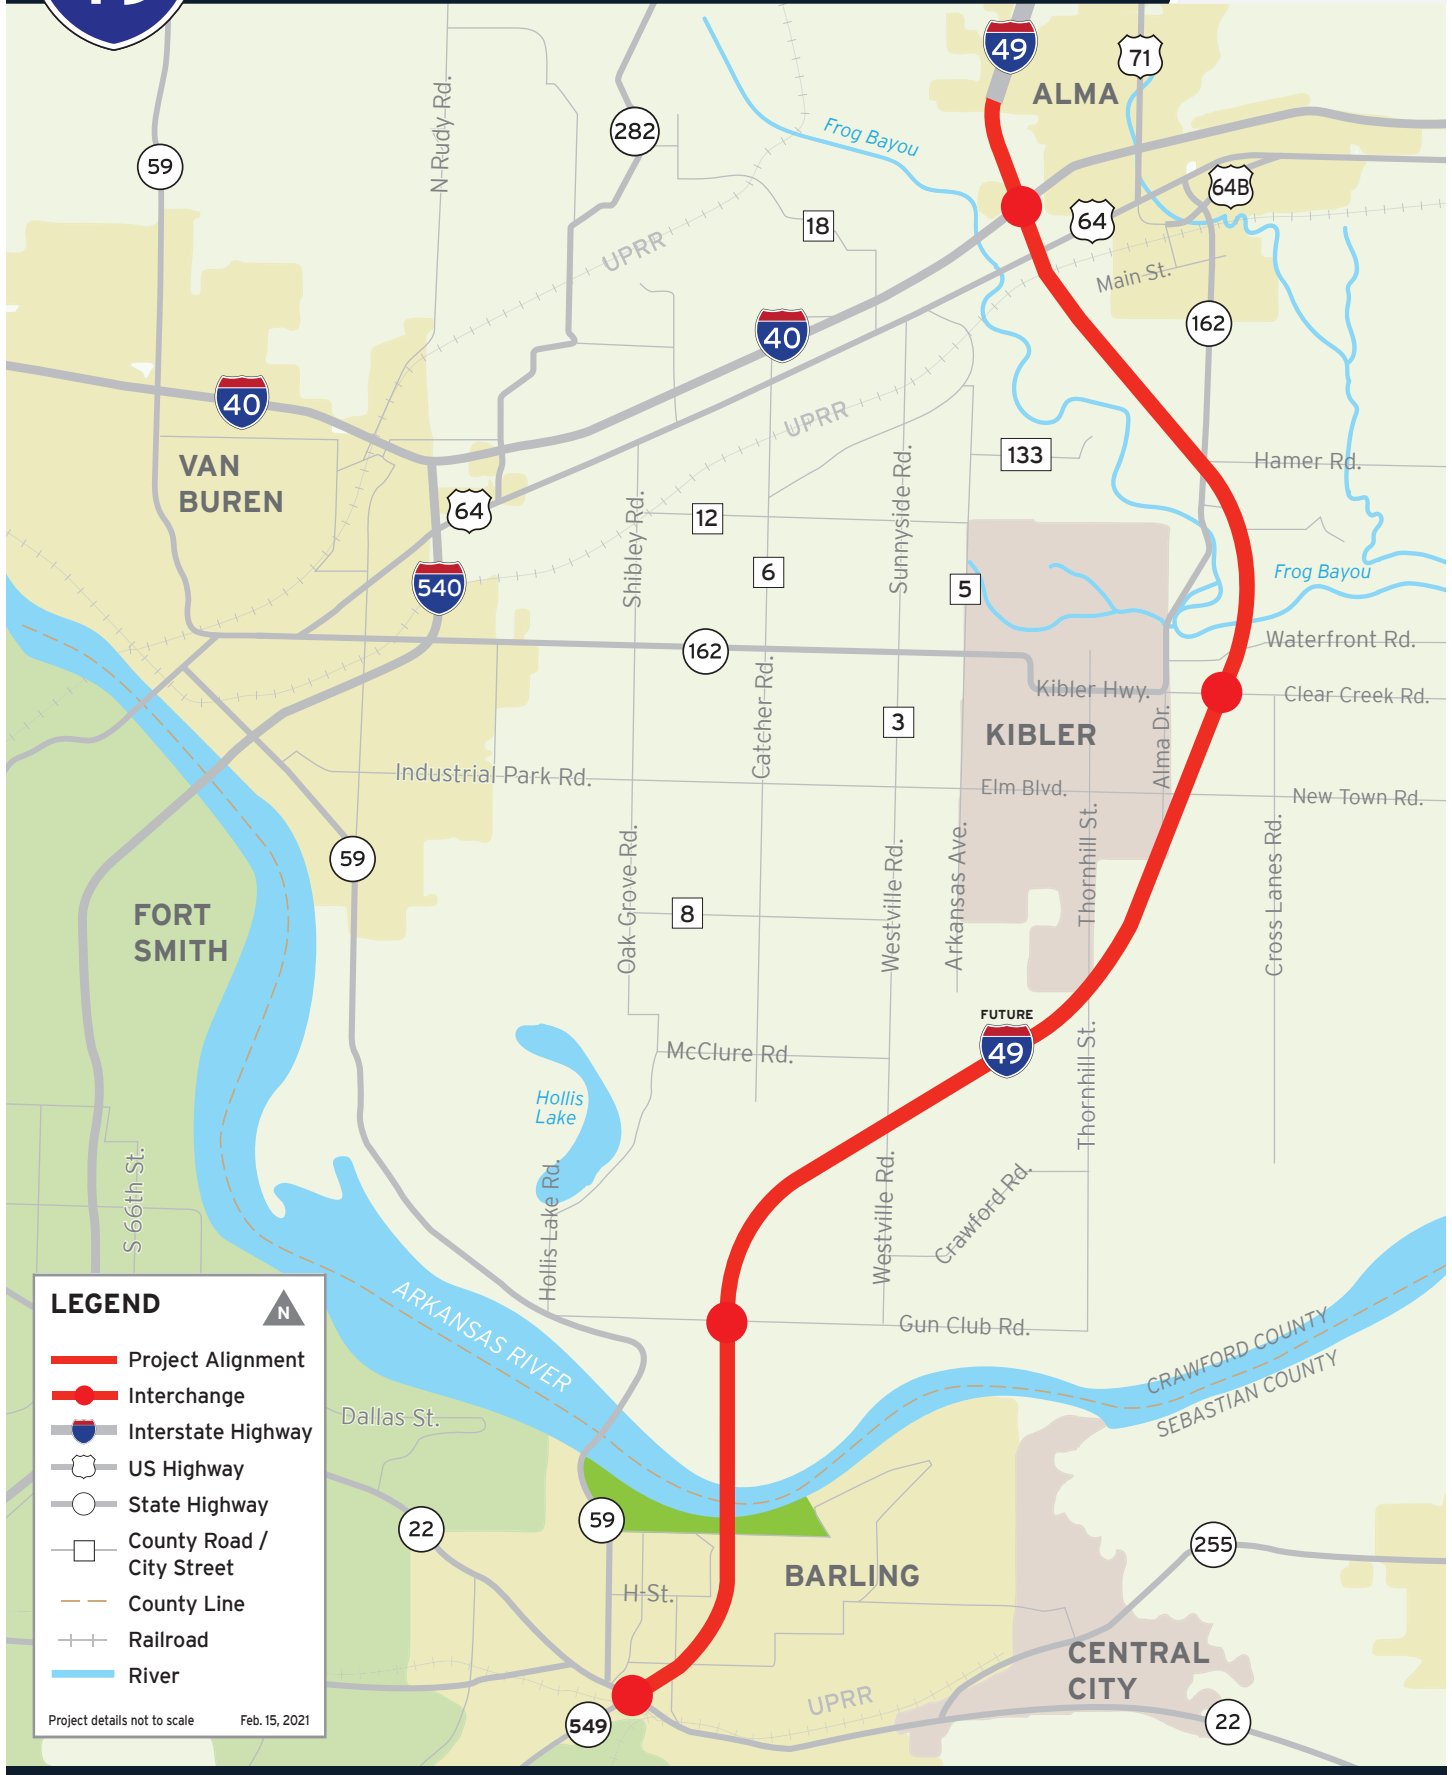 49
71
ALMA
Frog Bayou
N Rudy Rd.
282
59
64B
18
64
UPRR
Main St.
162
40
40
UPRR
133
Hamer Rd.
VAN
BUREN
64
12
Shibley Rd.
Sunnyside Rd.
6
5
540
Frog Bayou
162
Waterfront Rd.
Kibler Hwy.
Clear Creek Rd.
3
KIBLER
Catcher Rd.
Alma Dr.
Industrial Park Rd.
Elm Blvd.
New Town Rd.
59
Oak Grove Rd.
Westville Rd.
Arkansas Ave.
Thornhill St.
Cross Lanes Rd.
8
FORT
SMITH
FUTURE
49
McClure Rd.
Thornhill St.
Hollis
Lake
S 66th St.
Hollis Lake Rd.
Westville Rd.
Crawford Rd.
ARKANSAS RIVER
Gun Club Rd.
CRAWFORD COUNTY
SEBASTIAN COUNTY
Dallas St.
22
59
255
BARLING
H-St.
CENTRAL
CITY
UPRR
549
22
LEGEND
N
Project Alignment
Interchange
Interstate Highway
US Highway
State Highway
County Road /
City Street
County Line
Railroad
River
Project details not to scale
Feb. 15, 2021